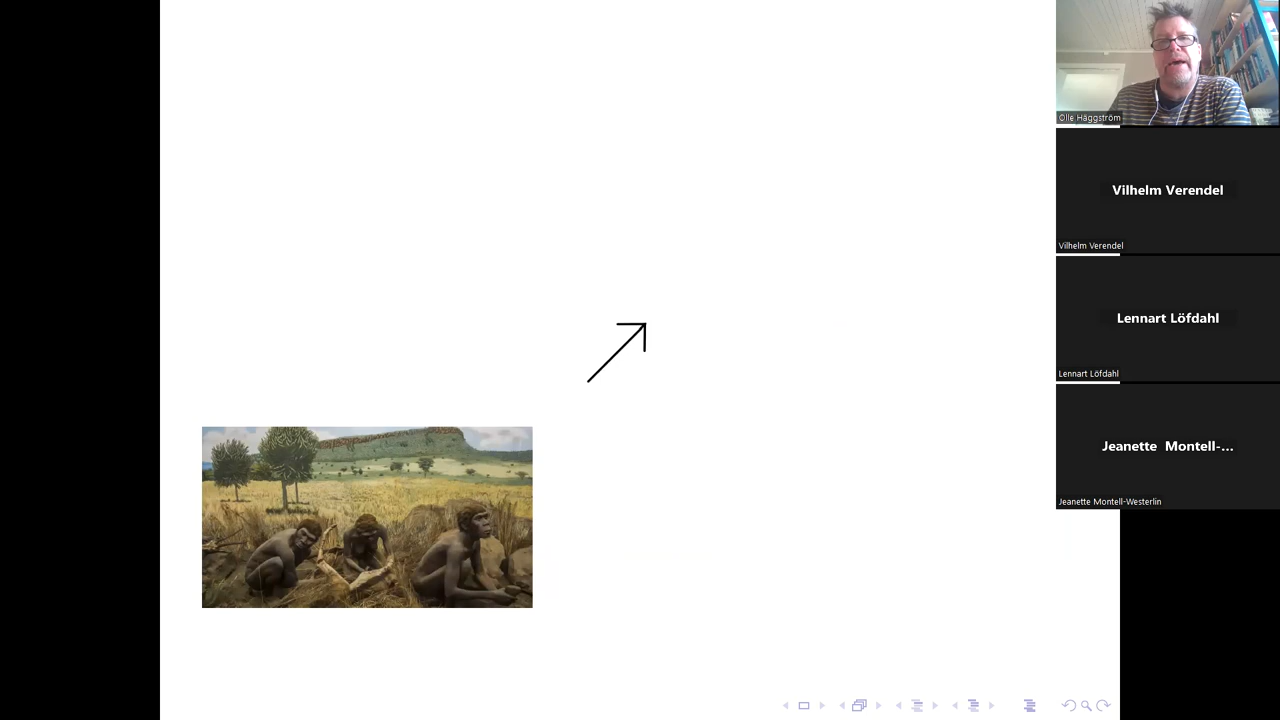 Olle Häggström
Vilhelm Verendel
Vilhelm Verendel
Lennart Löfdahl
Lennart Löfdahl
Jeanette Montell-...
Jeanette Montell-Westerlin